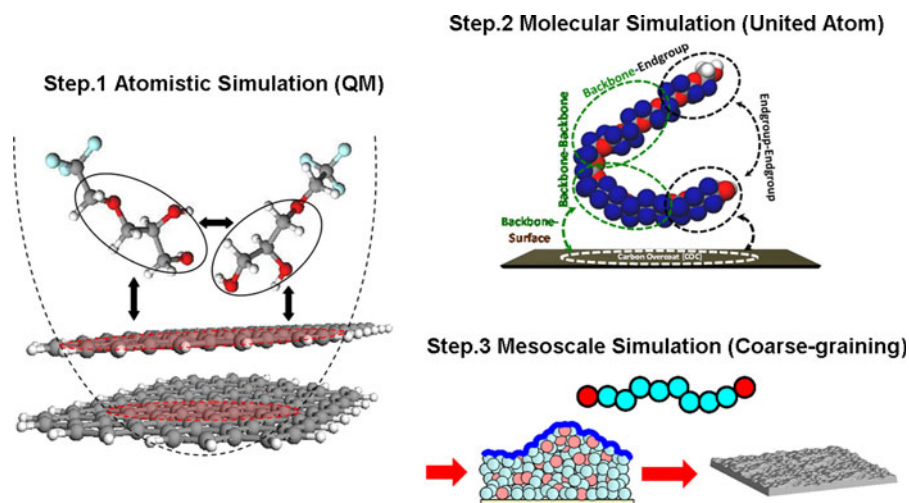 Step.1 Atomistic Simulation (QM)
Step.2 Molecular Simulation (United Atom)
Backbone-Endgroup
Endgroup-Endgroup
Backbone-Backbone
Backbone-
Surface
Carbon Overcoat (COC)
Step.3 Mesoscale Simulation (Coarse-graining)